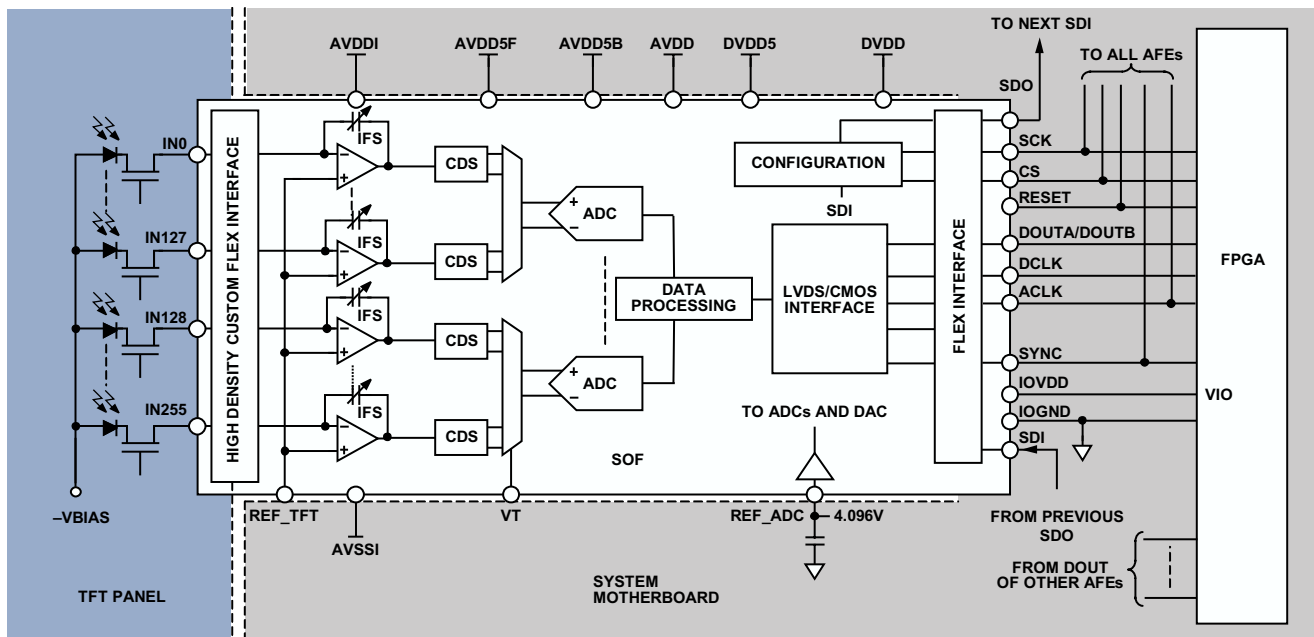 TO NEXT SDI
AVDDI
AVDD5F
AVDD5B
AVDD
DVDD5
DVDD
TO ALL AFEs
SDO
IN0
IFS
CDS
ADC
+
−
CONFIGURATION
SDI
SCK
CS
RESET
IN127
IFS
CDS
HIGH DENSITY CUSTOM FLEX INTERFACE
DATA
PROCESSING
LVDS/CMOS
INTERFACE
FLEX INTERFACE
DOUTA/DOUTB
DCLK
ACLK
FPGA
IN128
IFS
CDS
ADC
+
−
SYNC
IOVDD
VIO
IOGND
SDI
IN255
IFS
CDS
TO ADCs AND DAC
SOF
–VBIAS
REF_TFT
AVSSI
VT
REF_ADC
4.096V
FROM PREVIOUS
SDO
FROM DOUT
OF OTHER AFEs
TFT PANEL
SYSTEM
MOTHERBOARD